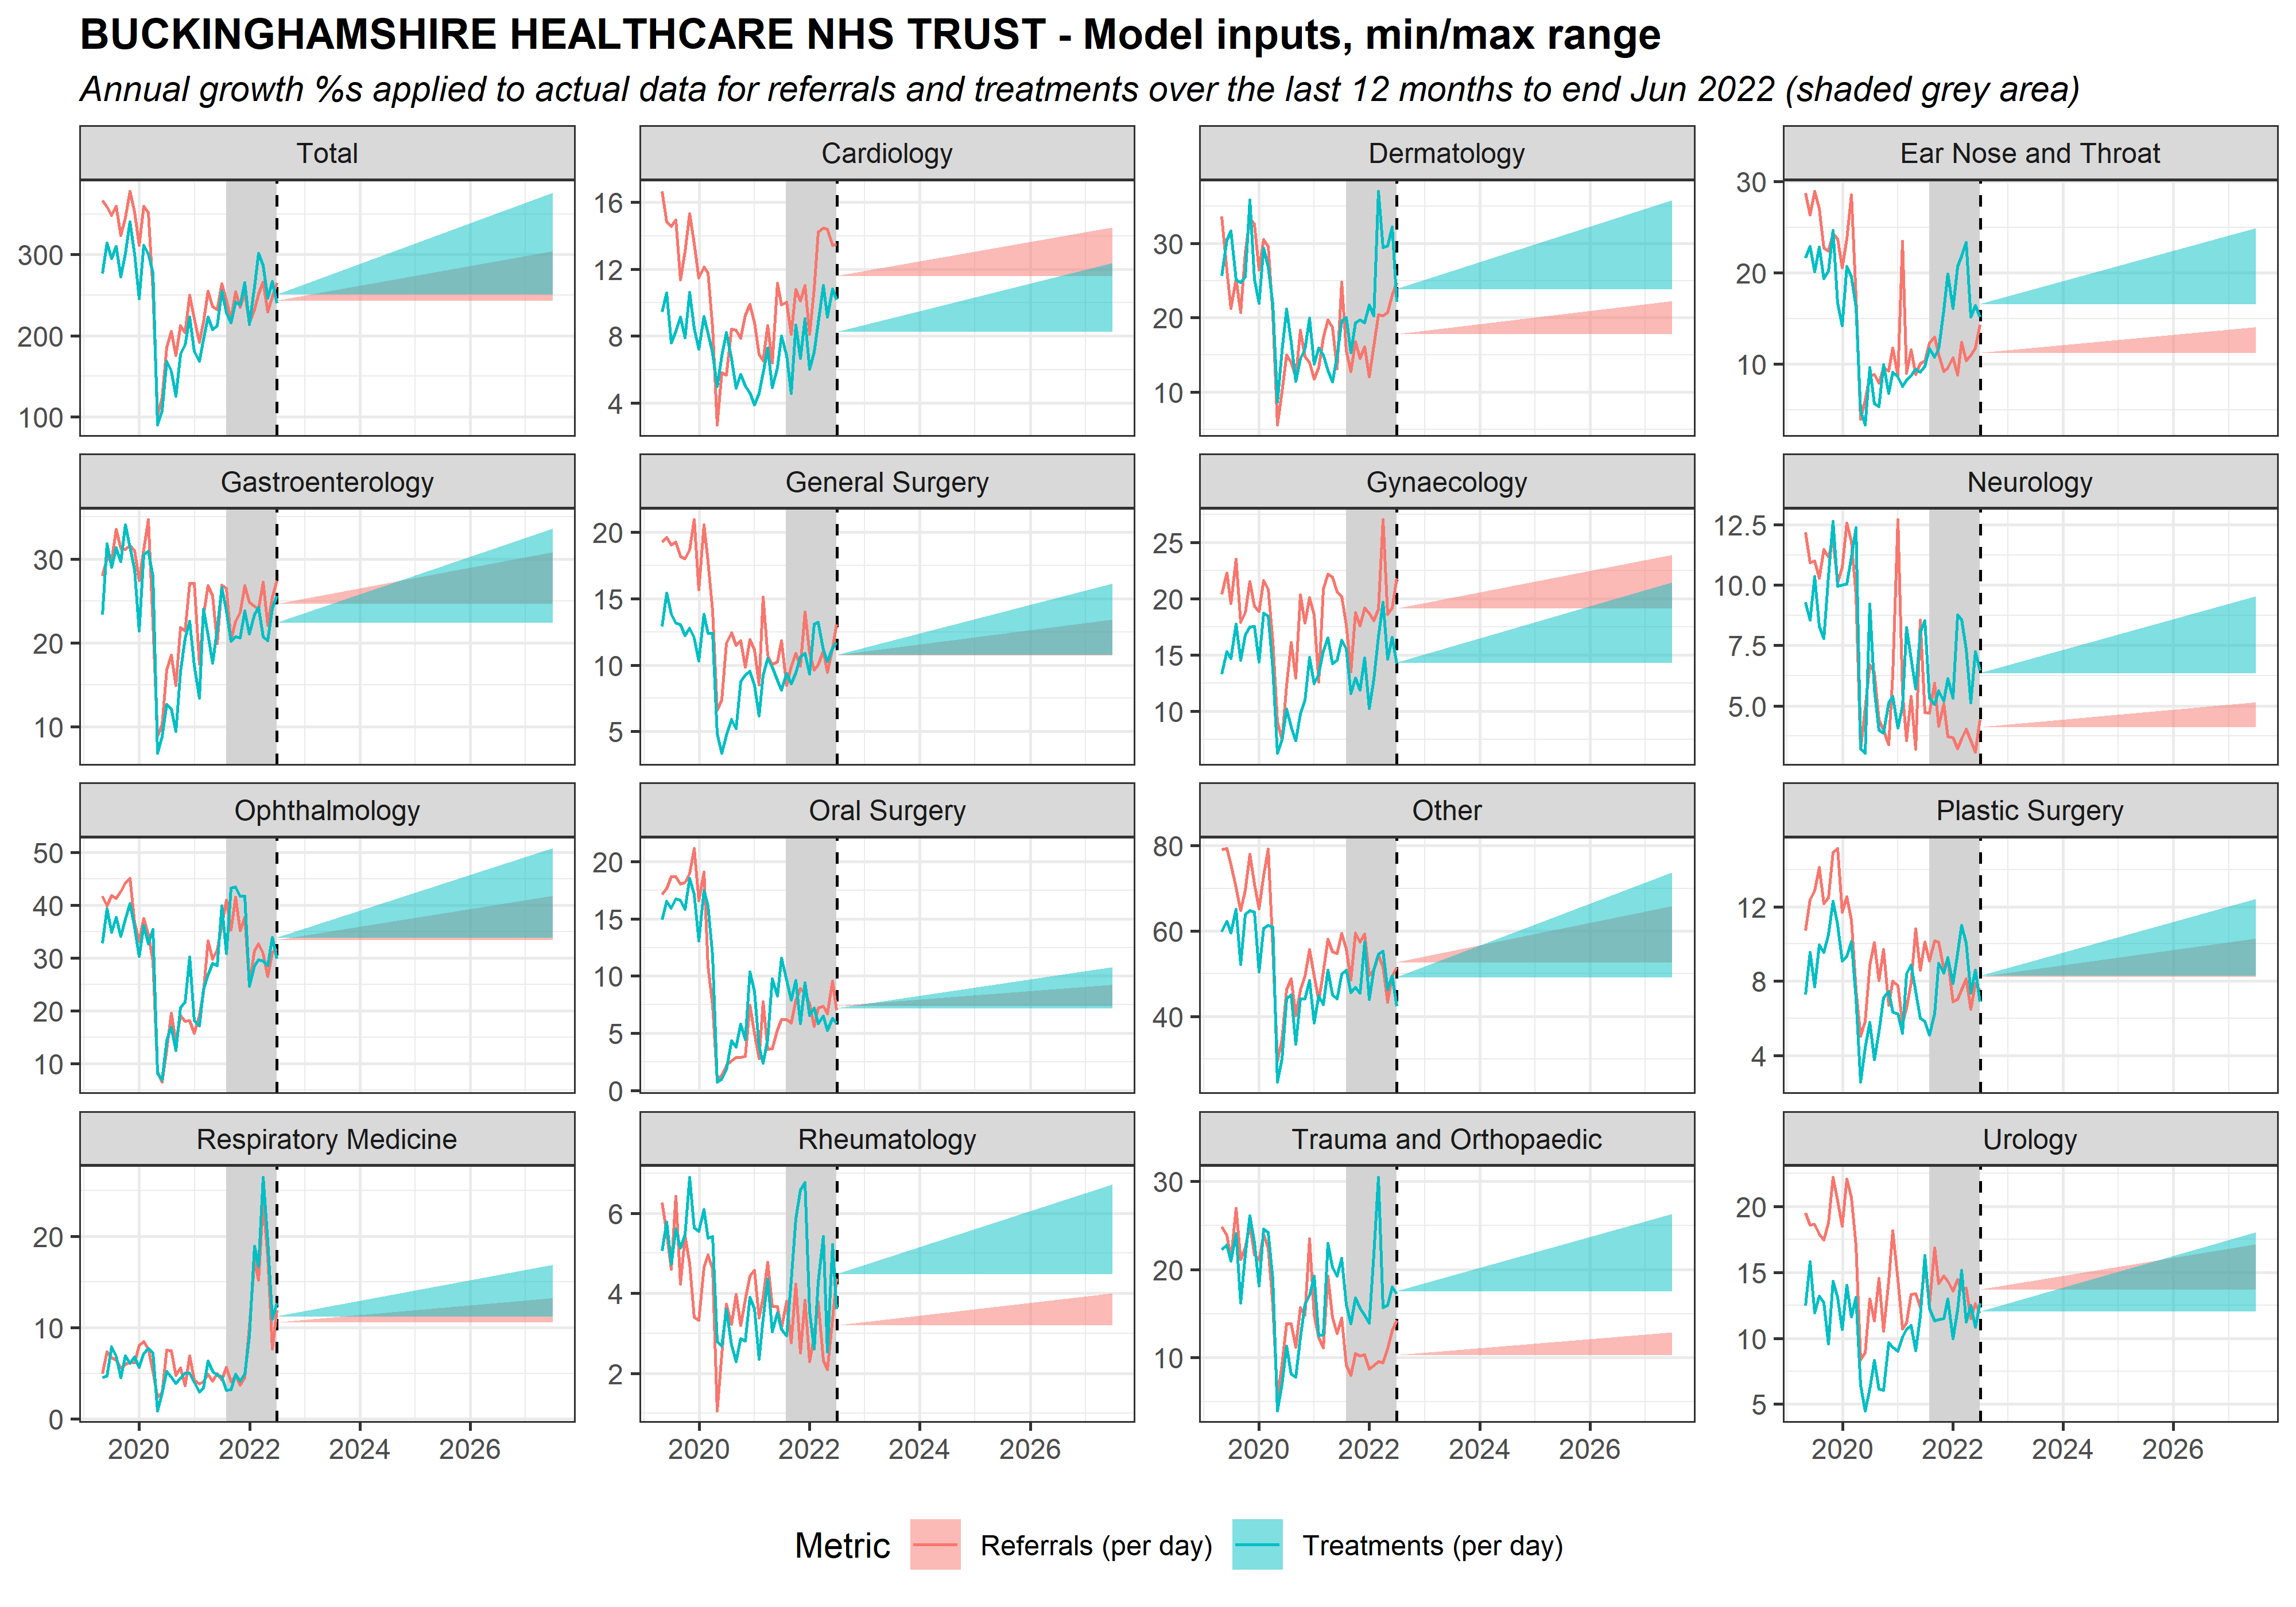 BUCKINGHAMSHIRE HEALTHCARE NHS TRUST - Model inputs, min/max range
Annual growth %s applied to actual data for referrals and treatments over the last 12 months to end Jun 2022 (shaded grey area)
Total
Cardiology
Dermatology
Ear Nose and Throat
300
200
100
16
12
8
4
30
20
10
30
20
10
Gastroenterology
General Surgery
Gynaecology
Neurology
30
20
10
20
15
10
5
25
20
15
10
12.5
10.0
7.5
5.0
Ophthalmology
Oral Surgery
Other
Plastic Surgery
50
40
30
20
10
20
15
10
5
0
80
60
40
12
8
4
Respiratory Medicine
Rheumatology
Trauma and Orthopaedic
Urology
20
10
0
6
4
2
30
20
10
20
15
10
5
2020 2022 2024 2026
2020 2022 2024 2026
2020 2022 2024 2026
2020 2022 2024 2026
Metric Referrals (per day) Treatments (per day)